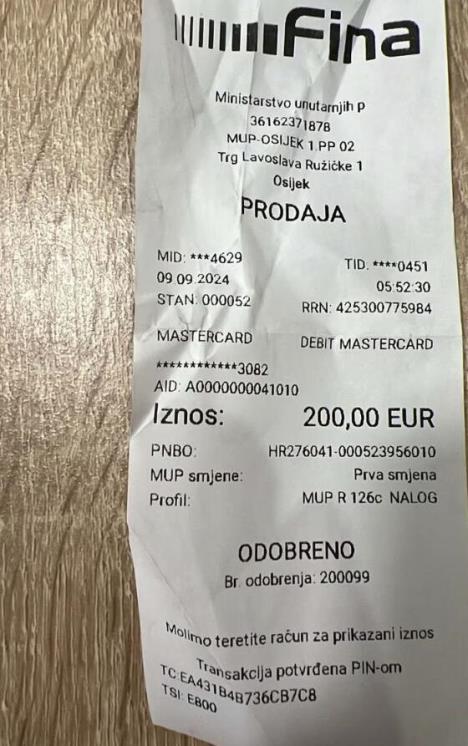 Fina
Ministarstvo unutarnjih p
36162371878
MUP-OSIJEK 1.PP 02
Trg Lavoslava Ružičke 1
Osijek
PRODAJA
MID: ***4629 TID: ****0451
09.09.2024 05:52:30
STAN: 000052 RRN: 425300775984
MASTERCARD DEBIT MASTERCARD
************3082
AID: A0000000041010
Iznos: 200,00 EUR
PNBO: HR276041-000523956010
MUP smjene: Prva smjena
Profil: MUP R 126c NALOG
ODOBRENO
Br. odobrenja: 200099
Molimo teretite račun za prikazani iznos
Transakcija potvrđena PIN-om
TC:EA431B4B736CB7C8
TSI: E800